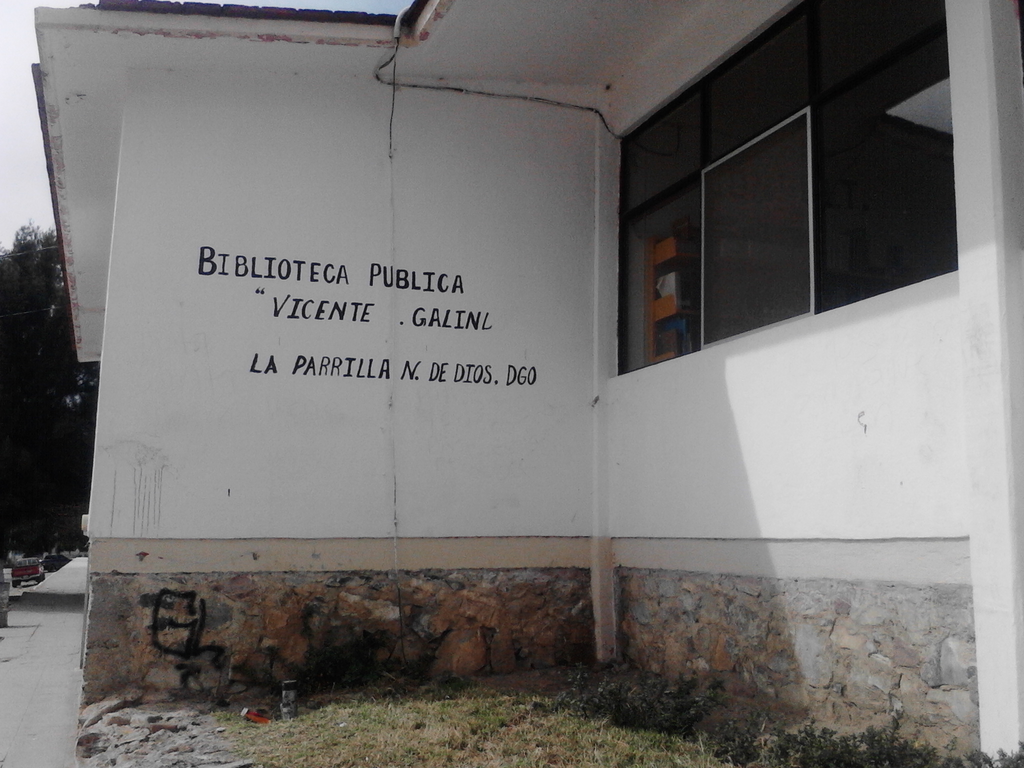 BIBLIOTECA PUBLICA
“VICENTE . GALINL
LA PARRILLA N. DE DIOS. DGO